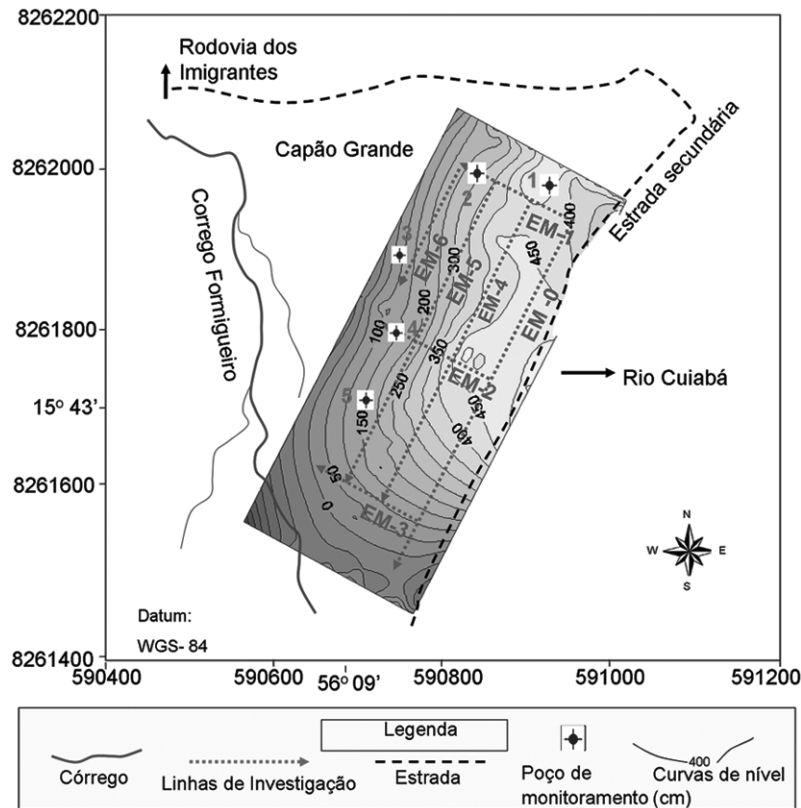 8262200
Rodovia dos
Imigrantes
8262000
Capão Grande
Estrada secundária
1
2
3
4
5
EM-6
EM-5
EM-4
EM-1
EM-0
EM-2
EM-3
400
450
300
200
100
350
250
150
450
400
50
0
Corrego Formigueiro
8261800
Rio Cuiabá
15º 43'
8261600
N
W
E
S
Datum:
WGS- 84
8261400
590400
590600
56º 09'
590800
591000
591200
Legenda
Córrego
Linhas de Investigação
Estrada
Poço de
monitoramento (cm)
400
Curvas de nível